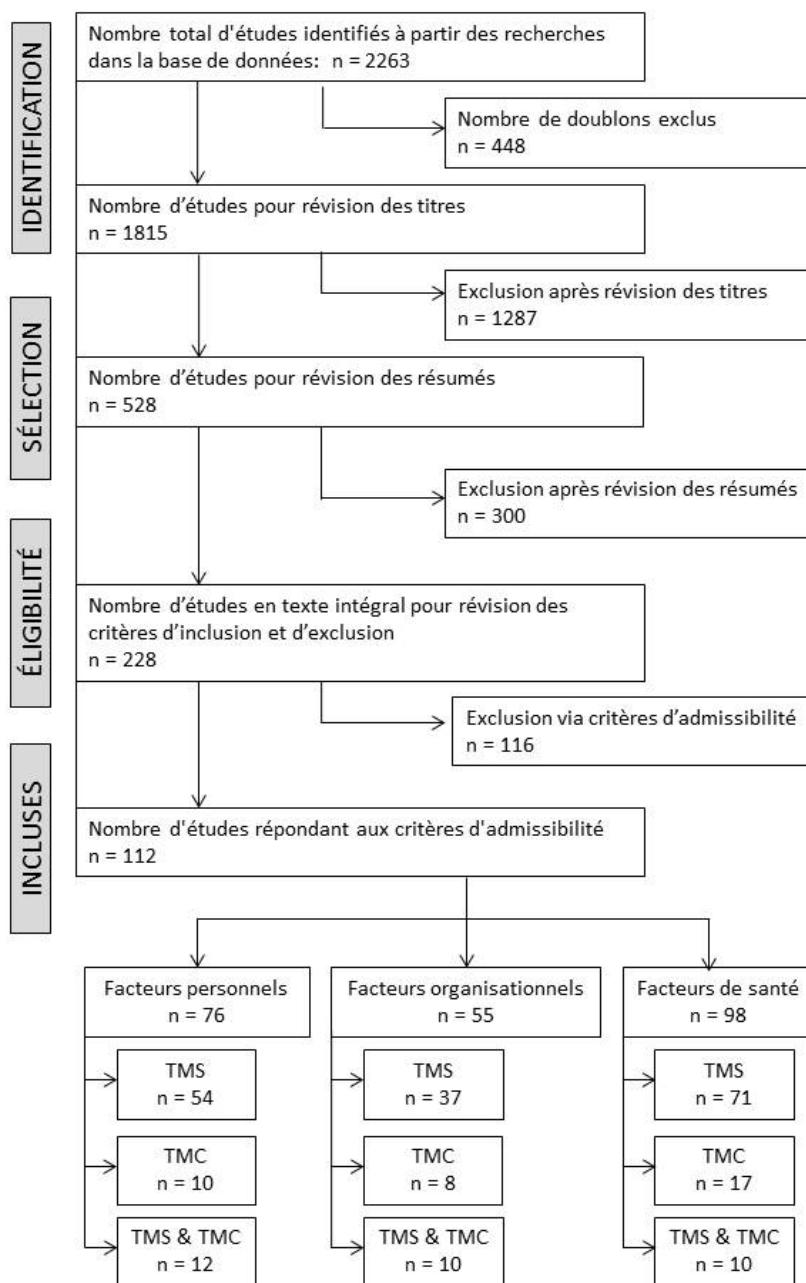 IDENTIFICATION
Nombre total d'études identifiés à partir des recherches
dans la base de données: n = 2263
Nombre de doublons exclus
n = 448
Nombre d’études pour révision des titres
n = 1815
Exclusion après révision des titres
n = 1287
SÉLECTION
Nombre d’études pour révision des résumés
n = 528
Exclusion après révision des résumés
n = 300
ÉLIGIBILITÉ
Nombre d’études en texte intégral pour révision des
critères d’inclusion et d’exclusion
n = 228
Exclusion via critères d’admissibilité
n = 116
INCLUSES
Nombre d'études répondant aux critères d'admissibilité
n = 112
Facteurs personnels
n = 76
TMS
n = 54
TMC
n = 10
TMS & TMC
n = 12
Facteurs organisationnels
n = 55
TMS
n = 37
TMC
n = 8
TMS & TMC
n = 10
Facteurs de santé
n = 98
TMS
n = 71
TMC
n = 17
TMS & TMC
n = 10